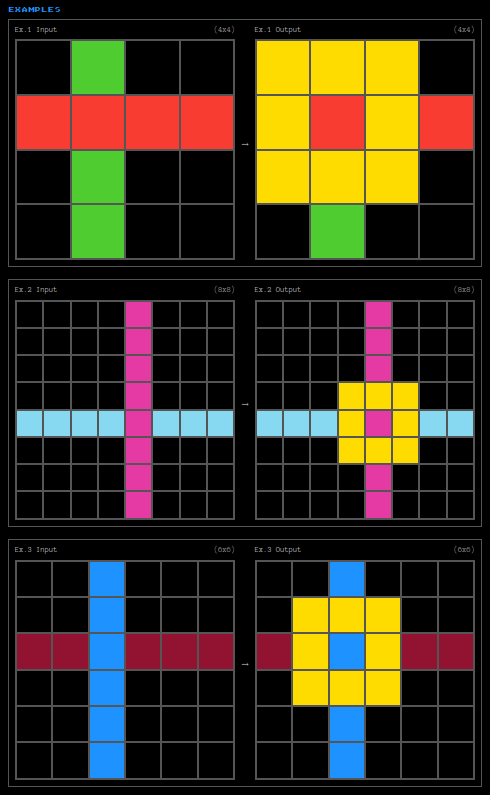 EXAMPLES
Ex.1 Input (4x4) Ex.1 Output (4x4)
→
Ex.2 Input (8x8) Ex.2 Output (8x8)
→
Ex.3 Input (6x6) Ex.3 Output (6x6)
→